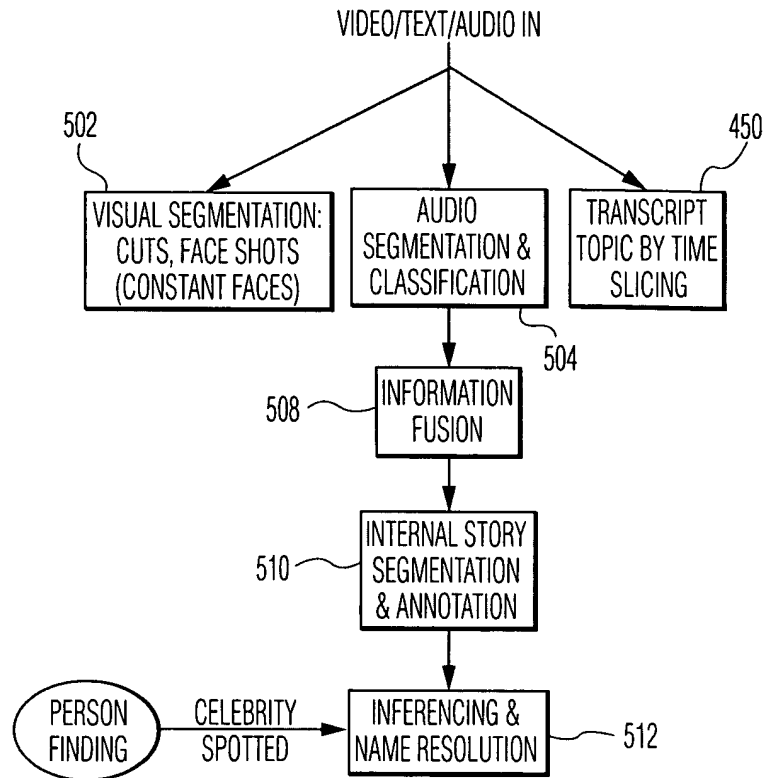 VIDEO/TEXT/AUDIO IN
502
450
VISUAL SEGMENTATION:
CUTS, FACE SHOTS
(CONSTANT FACES)
AUDIO
SEGMENTATION &
CLASSIFICATION
TRANSCRIPT
TOPIC BY TIME
SLICING
504
508
INFORMATION
FUSION
510
INTERNAL STORY
SEGMENTATION
& ANNOTATION
PERSON
FINDING
CELEBRITY
SPOTTED
INFERENCING &
NAME RESOLUTION
512